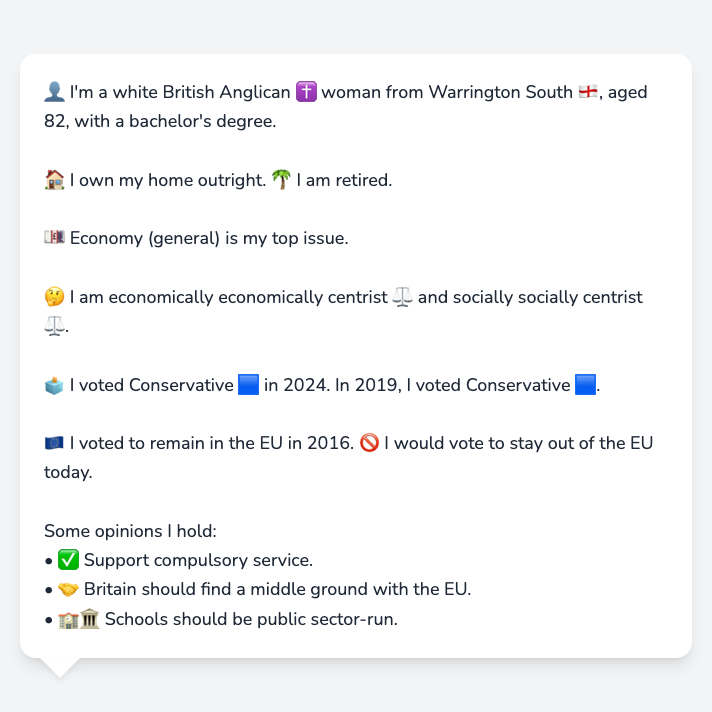 👤 I'm a white British Anglican ✝️ woman from Warrington South 🏴󠁧󠁢󠁥󠁮󠁧󠁿, aged
82, with a bachelor's degree.
🏠 I own my home outright. 🌴 I am retired.
💷 Economy (general) is my top issue.
🤔 I am economically economically centrist ⚖️ and socially socially centrist
⚖️.
🗳️ I voted Conservative 🟦 in 2024. In 2019, I voted Conservative 🟦.
🇪🇺 I voted to remain in the EU in 2016. 🚫 I would vote to stay out of the EU
today.
Some opinions I hold:
• ✅ Support compulsory service.
• 🤝 Britain should find a middle ground with the EU.
• 🏫🏛️ Schools should be public sector-run.